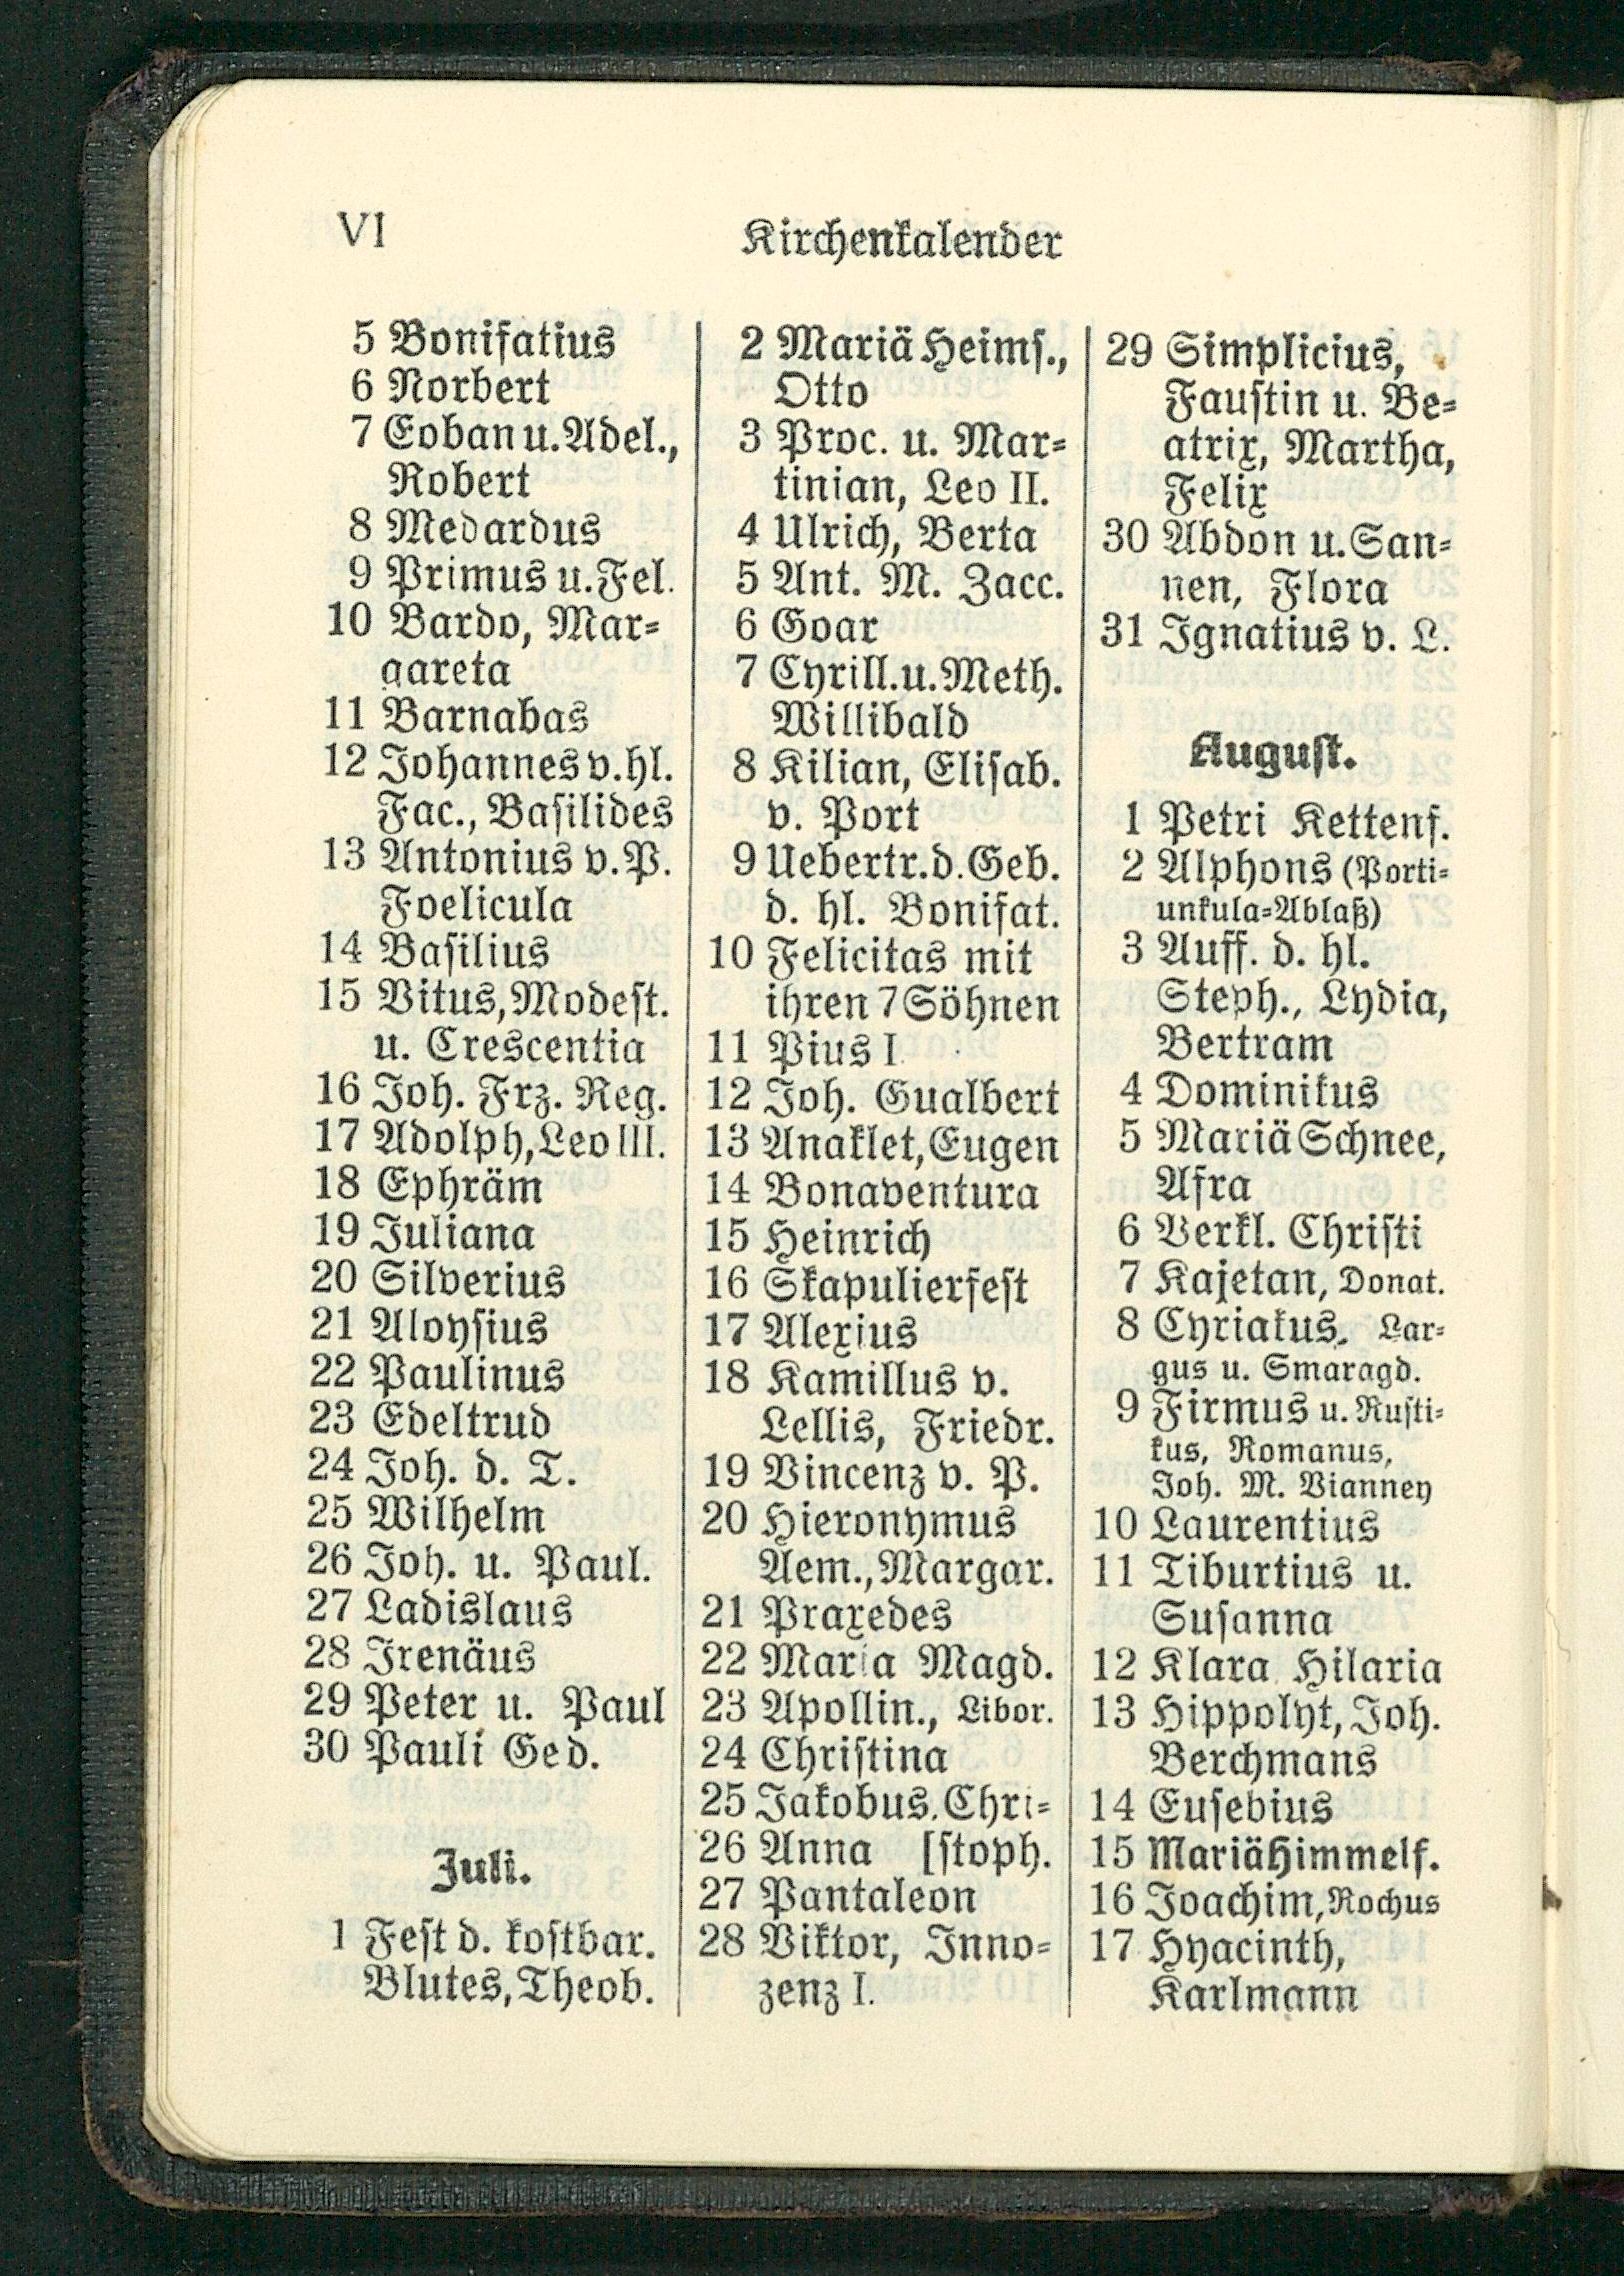 VI
Kirchenkalender
5 Bonifatius
6 Norbert
7 Eoban u. Adel.,
Robert
8 Medardus
9 Primus u. Fel.
10 Bardo, Mar-
gareta
11 Barnabas
12 Johannes v. hl.
Fac., Basilides
13 Antonius v. P.
Foelicula
14 Basilius
15 Vitus, Modest.
u. Crescentia
16 Joh. Frz. Reg.
17 Adolph, Leo III.
18 Ephräm
19 Juliana
20 Silverius
21 Aloysius
22 Paulinus
23 Edeltrud
24 Joh. d. T.
25 Wilhelm
26 Joh. u. Paul.
27 Ladislaus
28 Irenäus
29 Peter u. Paul
30 Pauli Ged.
Juli.
1 Fest d. kostbar.
Blutes, Theob.
2 Mariä Heims.,
Otto
3 Proc. u. Mar-
tinian, Leo II.
4 Ulrich, Berta
5 Ant. M. Zacc.
6 Goar
7 Cyrill. u. Meth.
Willibald
8 Kilian, Elisab.
v. Port
9 Uebertr. d. Geb.
d. hl. Bonifat.
10 Felicitas mit
ihren 7 Söhnen
11 Pius I
12 Joh. Gualbert
13 Anaklet, Eugen
14 Bonaventura
15 Heinrich
16 Skapulierfest
17 Alexius
18 Kamillus v.
Lellis, Friedr.
19 Vincenz v. P.
20 Hieronymus
Aem., Margar.
21 Praxedes
22 Maria Magd.
23 Apollin., Libor.
24 Christina
25 Jakobus, Chri-
26 Anna [stoph.
27 Pantaleon
28 Viktor, Inno-
zenz I.
29 Simplicius,
Faustin u. Be-
atrix, Martha,
Felix
30 Abdon u. San-
nen, Flora
31 Ignatius v. L.
August.
1 Petri Kettenf.
2 Alphons (Porti-
unkula-Ablaß)
3 Auff. d. hl.
Steph., Lydia,
Bertram
4 Dominikus
5 Mariä Schnee,
Afra
6 Verkl. Christi
7 Kajetan, Donat.
8 Cyriakus, Lar-
gus u. Smaragd.
9 Firmus u. Rusti-
kus, Romanus,
Joh. M. Vianney
10 Laurentius
11 Tiburtius u.
Susanna
12 Klara Hilaria
13 Hippolyt, Joh.
Berchmans
14 Eusebius
15 Mariä Himmelf.
16 Joachim, Rochus
17 Hyacinth,
Karlmann